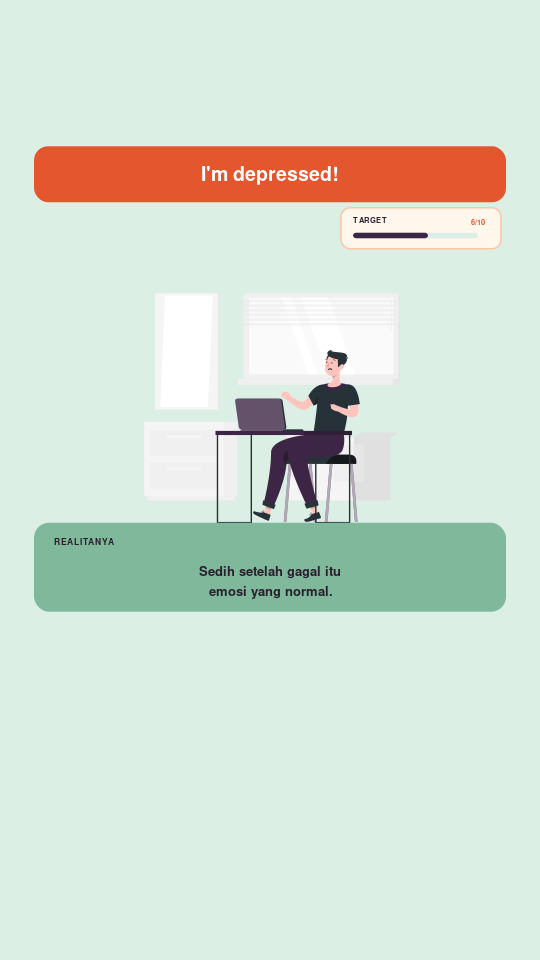 I'm depressed!
TARGET
6/10
REALITANYA
Sedih setelah gagal itu
emosi yang normal.